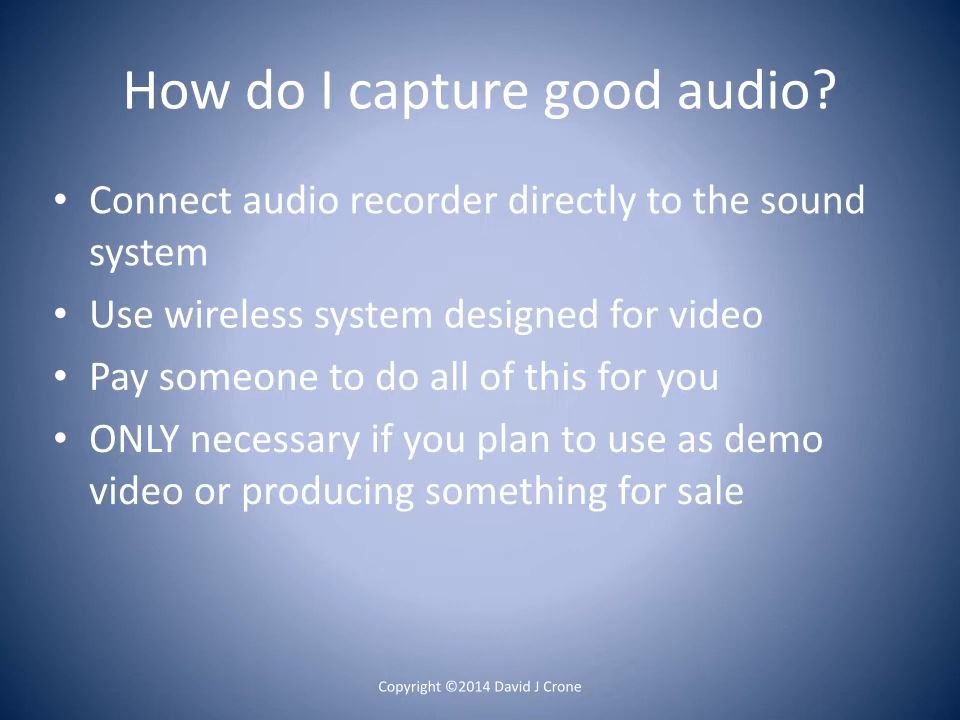 How do I capture good audio?
• Connect audio recorder directly to the sound
system
• Use wireless system designed for video
• Pay someone to do all of this for you
• ONLY necessary if you plan to use as demo
video or producing something for sale
Copyright ©2014 David J Crone